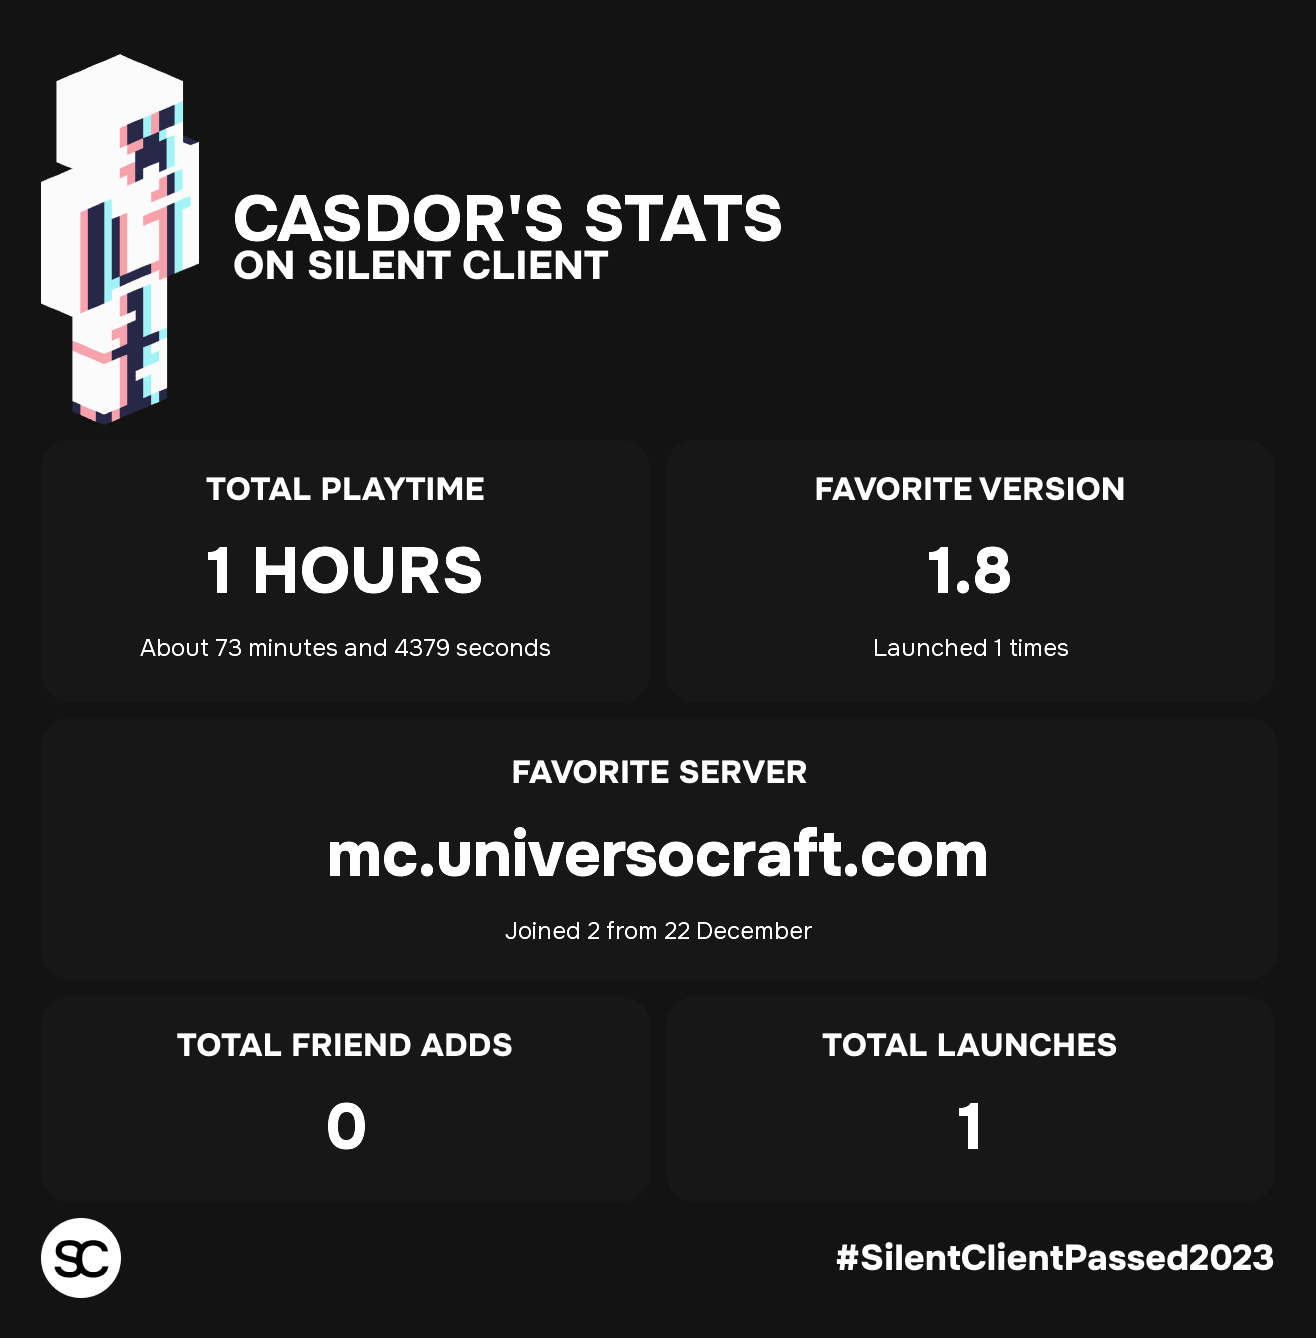 CASDOR'S STATS
ON SILENT CLIENT
TOTAL PLAYTIME
1 HOURS
About 73 minutes and 4379 seconds
FAVORITE VERSION
1.8
Launched 1 times
FAVORITE SERVER
mc.universocraft.com
Joined 2 from 22 December
TOTAL FRIEND ADDS
0
TOTAL LAUNCHES
1
SC
#SilentClientPassed2023